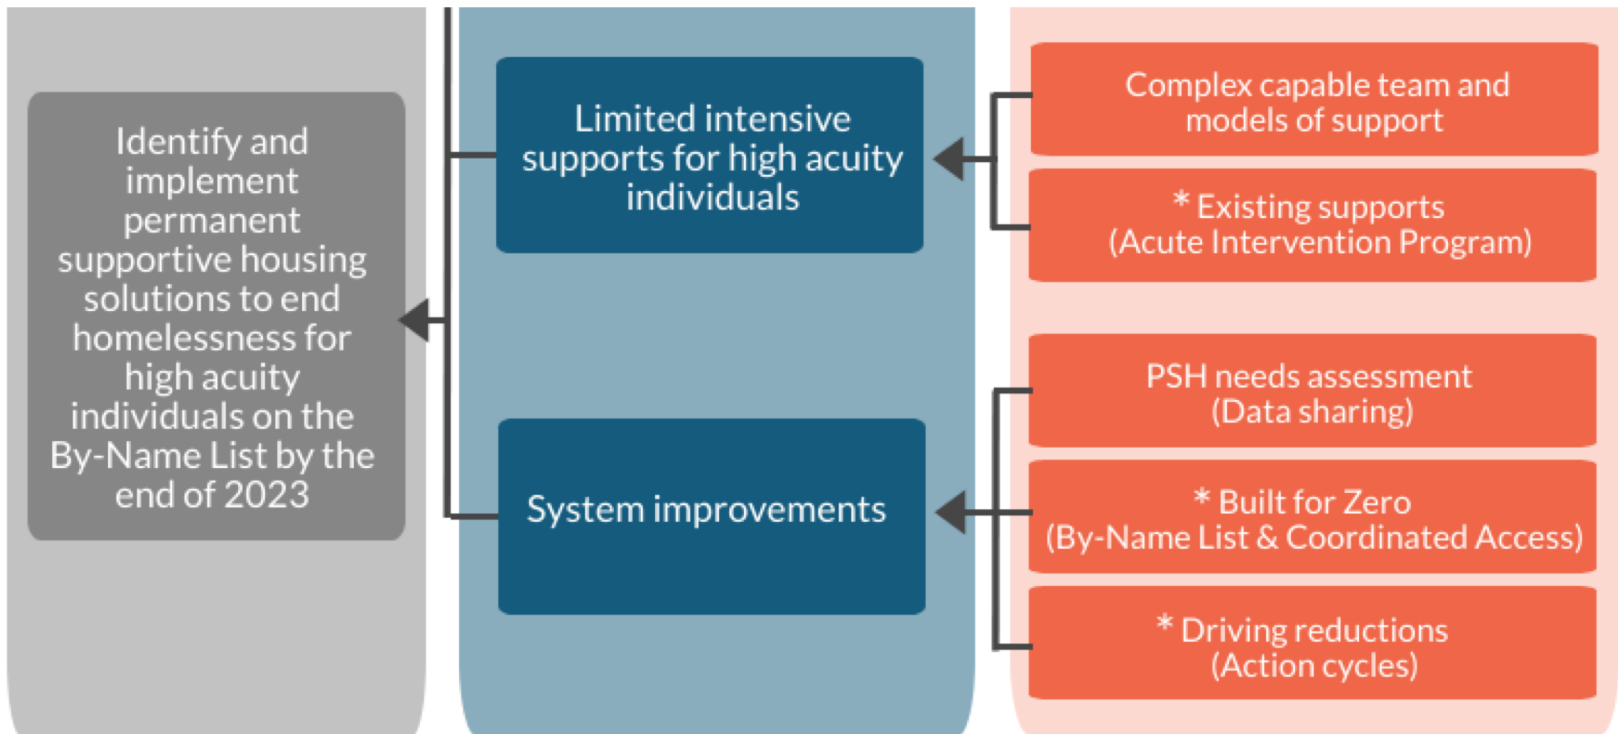 Identify and
implement
permanent
supportive housing
solutions to end
homelessness for
high acuity
individuals on the
By-Name List by the
end of 2023
Limited intensive
supports for high acuity
individuals
System improvements
Complex capable team and
models of support
* Existing supports
(Acute Intervention Program)
PSH needs assessment
(Data sharing)
* Built for Zero
(By-Name List & Coordinated Access)
* Driving reductions
(Action cycles)